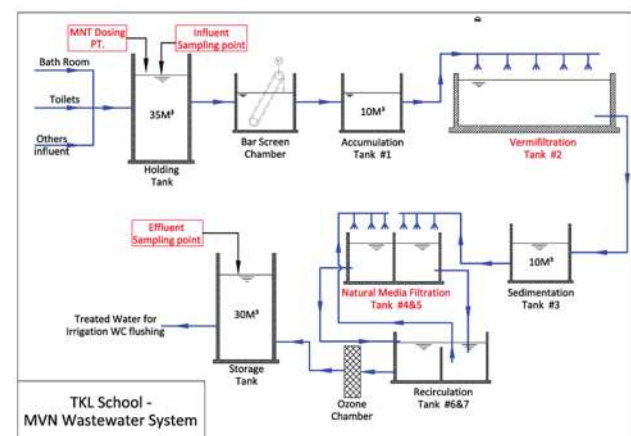 MNT Dosing
PT.
Influent
Sampling point
Bath Room
Toilets
Others
influent
35M³
Holding
Tank
Bar Screen
Chamber
10M³
Accumulation
Tank #1
Vermifiltration
Tank #2
Effluent
Sampling point
30M³
Treated Water for
Irrigation WC flushing
Storage
Tank
Natural Media Filtration
Tank #4&5
10M³
Sedimentation
Tank #3
Ozone
Chamber
Recirculation
Tank #6&7
TKL School -
MVN Wastewater System